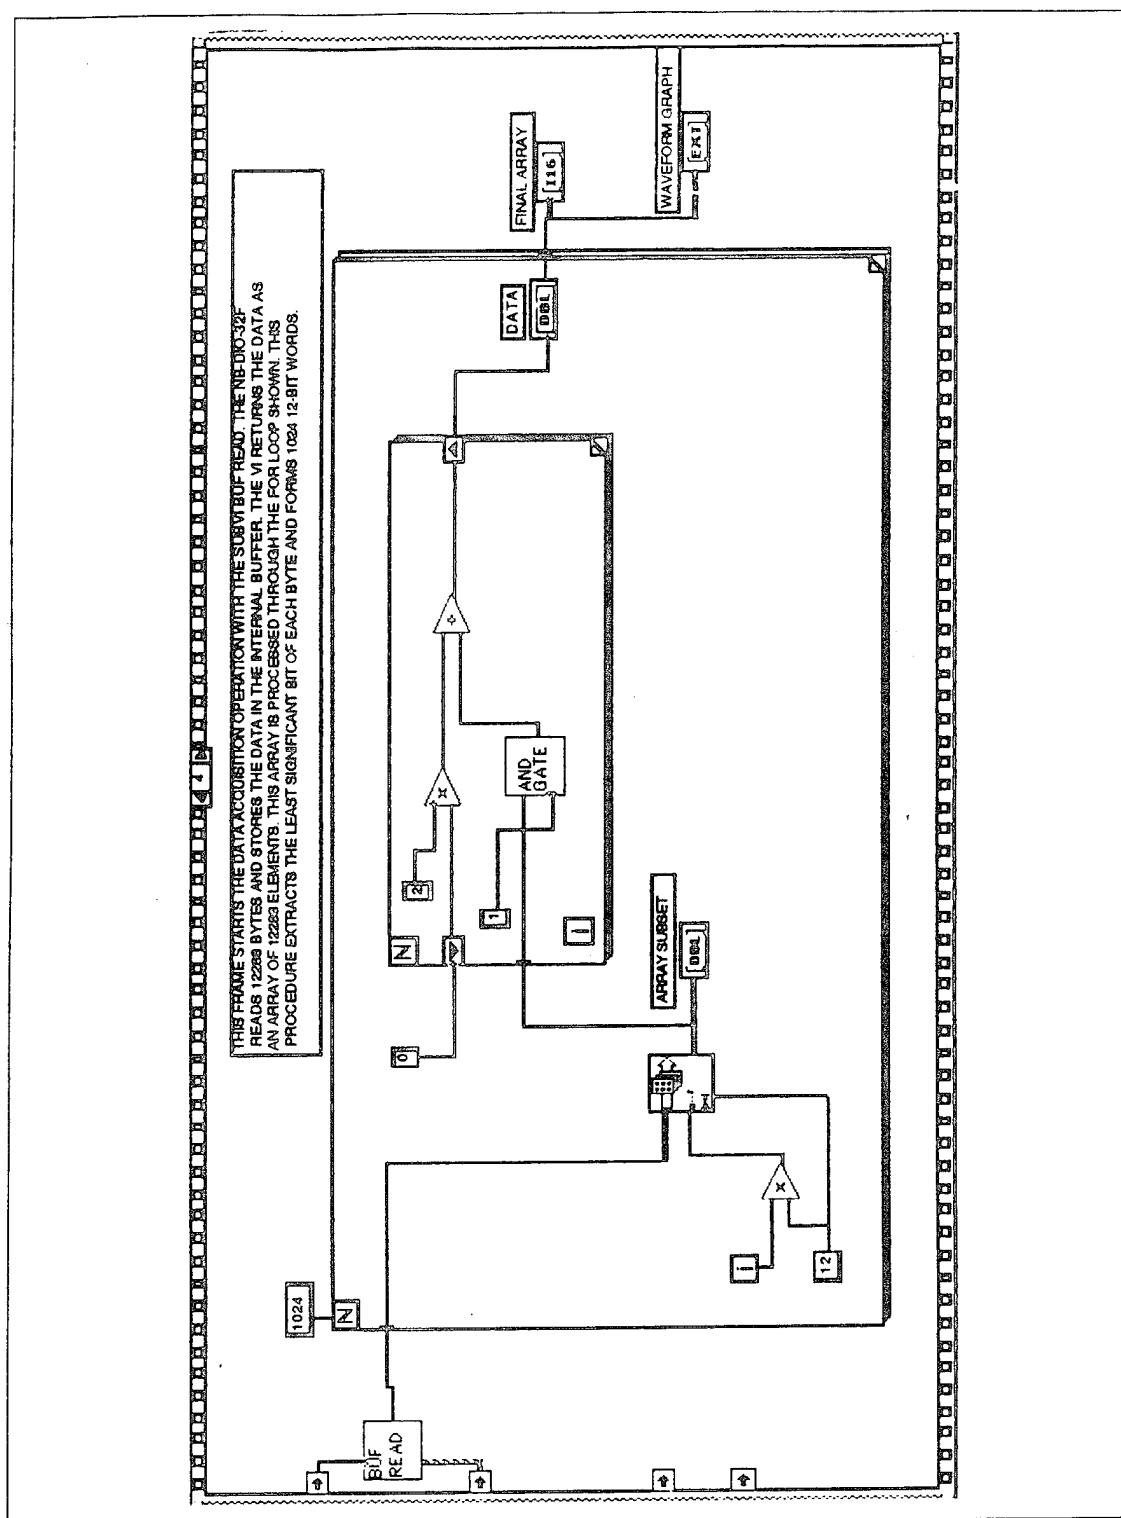 4
THIS FRAME STARTS THE DATA ACQUISITION OPERATION WITH THE SUBVI BUF READ. THE NB-DIO-32F
READS 12283 BYTES AND STORES THE DATA IN THE INTERNAL BUFFER. THE VI RETURNS THE DATA AS
AN ARRAY OF 12283 ELEMENTS. THIS ARRAY IS PROCESSED THROUGH THE FOR LOOP SHOWN. THIS
PROCEDURE EXTRACTS THE LEAST SIGNIFICANT BIT OF EACH BYTE AND FORMS 1024 12-BIT WORDS.
1024
N
BUF
READ
0
N
2
1
i
AND
GATE
x
+
DATA
DBL
FINAL ARRAY
I16
WAVEFORM GRAPH
EXT
ARRAY SUBSET
DBL
i
12
x